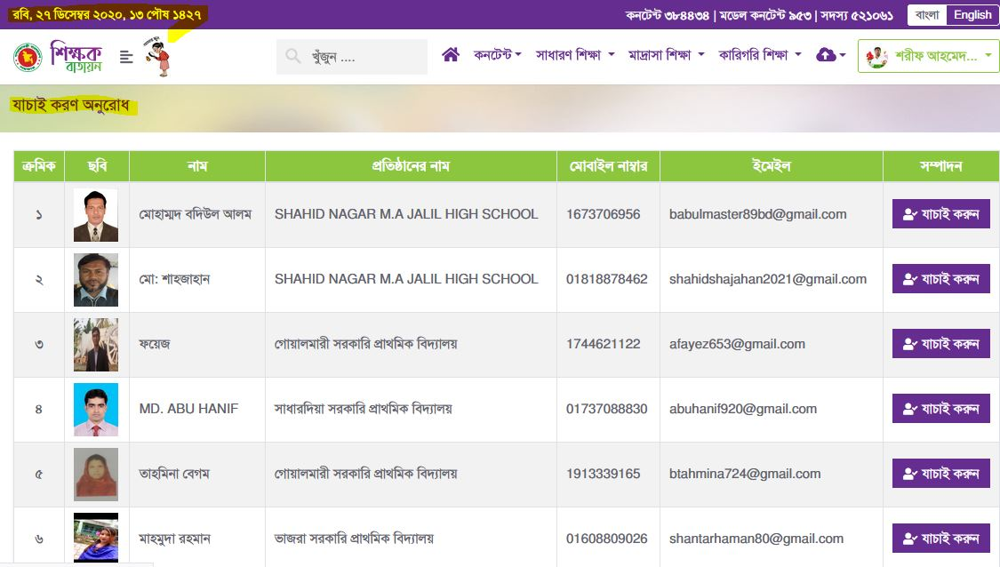 রবি, ২৭ ডিসেম্বর ২০২০, ১৩ পৌষ ১৪২৭ কনটেন্ট ৩৮৪৪৩৪ | মডেল কনটেন্ট ৯৫৩ | সদস্য ৫২১০৬১ বাংলা English
শিক্ষক বাতায়ন খুঁজুন .... কনটেন্ট সাধারণ শিক্ষা মাদ্রাসা শিক্ষা কারিগরি শিক্ষা শরীফ আহমেদ...
যাচাই করণ অনুরোধ
ক্রমিক ছবি নাম প্রতিষ্ঠানের নাম মোবাইল নাম্বার ইমেইল সম্পাদন
১ মোহাম্মদ বদিউল আলম SHAHID NAGAR M.A JALIL HIGH SCHOOL 1673706956 babulmaster89bd@gmail.com যাচাই করুন
২ মো: শাহজাহান SHAHID NAGAR M.A JALIL HIGH SCHOOL 01818878462 shahidshajahan2021@gmail.com যাচাই করুন
৩ ফয়েজ গোয়ালমারী সরকারি প্রাথমিক বিদ্যালয় 1744621122 afayez653@gmail.com যাচাই করুন
৪ MD. ABU HANIF সাধারদিয়া সরকারি প্রাথমিক বিদ্যালয় 01737088830 abuhanif920@gmail.com যাচাই করুন
৫ তাহমিনা বেগম গোয়ালমারী সরকারি প্রাথমিক বিদ্যালয় 1913339165 btahmina724@gmail.com যাচাই করুন
৬ মাহমুদা রহমান ভাজরা সরকারি প্রাথমিক বিদ্যালয় 01608809026 shantarhaman80@gmail.com যাচাই করুন